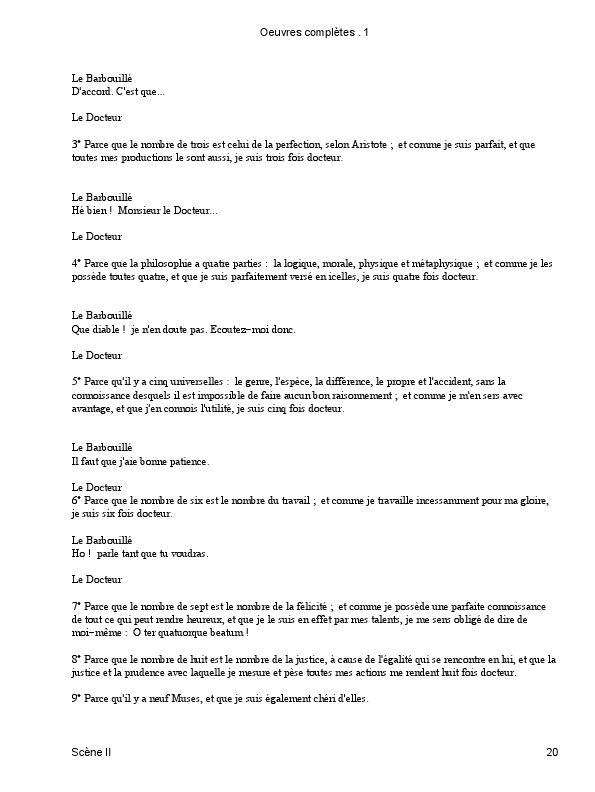 Oeuvres complètes . 1
Le Barbouillé
D'accord. C'est que...
Le Docteur
3° Parce que le nombre de trois est celui de la perfection, selon Aristote ; et comme je suis parfait, et que
toutes mes productions le sont aussi, je suis trois fois docteur.
Le Barbouillé
Hé bien ! Monsieur le Docteur...
Le Docteur
4° Parce que la philosophie a quatre parties : la logique, morale, physique et métaphysique ; et comme je les
possède toutes quatre, et que je suis parfaitement versé en icelles, je suis quatre fois docteur.
Le Barbouillé
Que diable ! je n'en doute pas. Ecoutez-moi donc.
Le Docteur
5° Parce qu'il y a cinq universelles : le genre, l'espèce, la différence, le propre et l'accident, sans la
connoissance desquels il est impossible de faire aucun bon raisonnement ; et comme je m'en sers avec
avantage, et que j'en connois l'utilité, je suis cinq fois docteur.
Le Barbouillé
Il faut que j'aie bonne patience.
Le Docteur
6° Parce que le nombre de six est le nombre du travail ; et comme je travaille incessamment pour ma gloire,
je suis six fois docteur.
Le Barbouillé
Ho ! parle tant que tu voudras.
Le Docteur
7° Parce que le nombre de sept est le nombre de la félicité ; et comme je possède une parfaite connoissance
de tout ce qui peut rendre heureux, et que je le suis en effet par mes talents, je me sens obligé de dire de
moi-même : O ter quatuorque beatum !
8° Parce que le nombre de huit est le nombre de la justice, à cause de l'égalité qui se rencontre en lui, et que la
justice et la prudence avec laquelle je mesure et pèse toutes mes actions me rendent huit fois docteur.
9° Parce qu'il y a neuf Muses, et que je suis également chéri d'elles.
Scène II 20